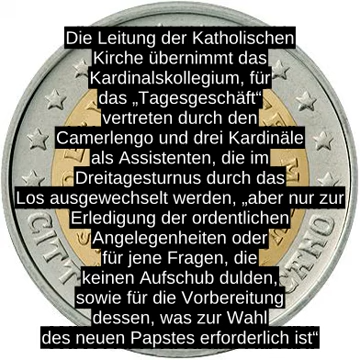 Die Leitung der Katholischen
Kirche übernimmt das
Kardinalskollegium, für
das „Tagesgeschäft“
vertreten durch den
Camerlengo und drei Kardinäle
als Assistenten, die im
Dreitagesturnus durch das
Los ausgewechselt werden, „aber nur zur
Erledigung der ordentlichen
Angelegenheiten oder
für jene Fragen, die
keinen Aufschub dulden,
sowie für die Vorbereitung
dessen, was zur Wahl
des neuen Papstes erforderlich ist“